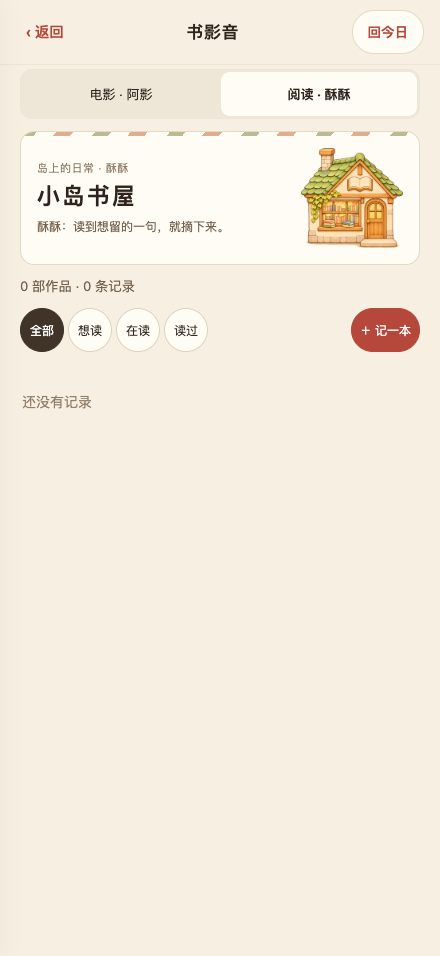 ‹ 返回
书影音
回今日
电影 · 阿影
阅读 · 酥酥
岛上的日常 · 酥酥
小岛书屋
酥酥：读到想留的一句，就摘下来。
0 部作品 · 0 条记录
全部
想读
在读
读过
+ 记一本
还没有记录